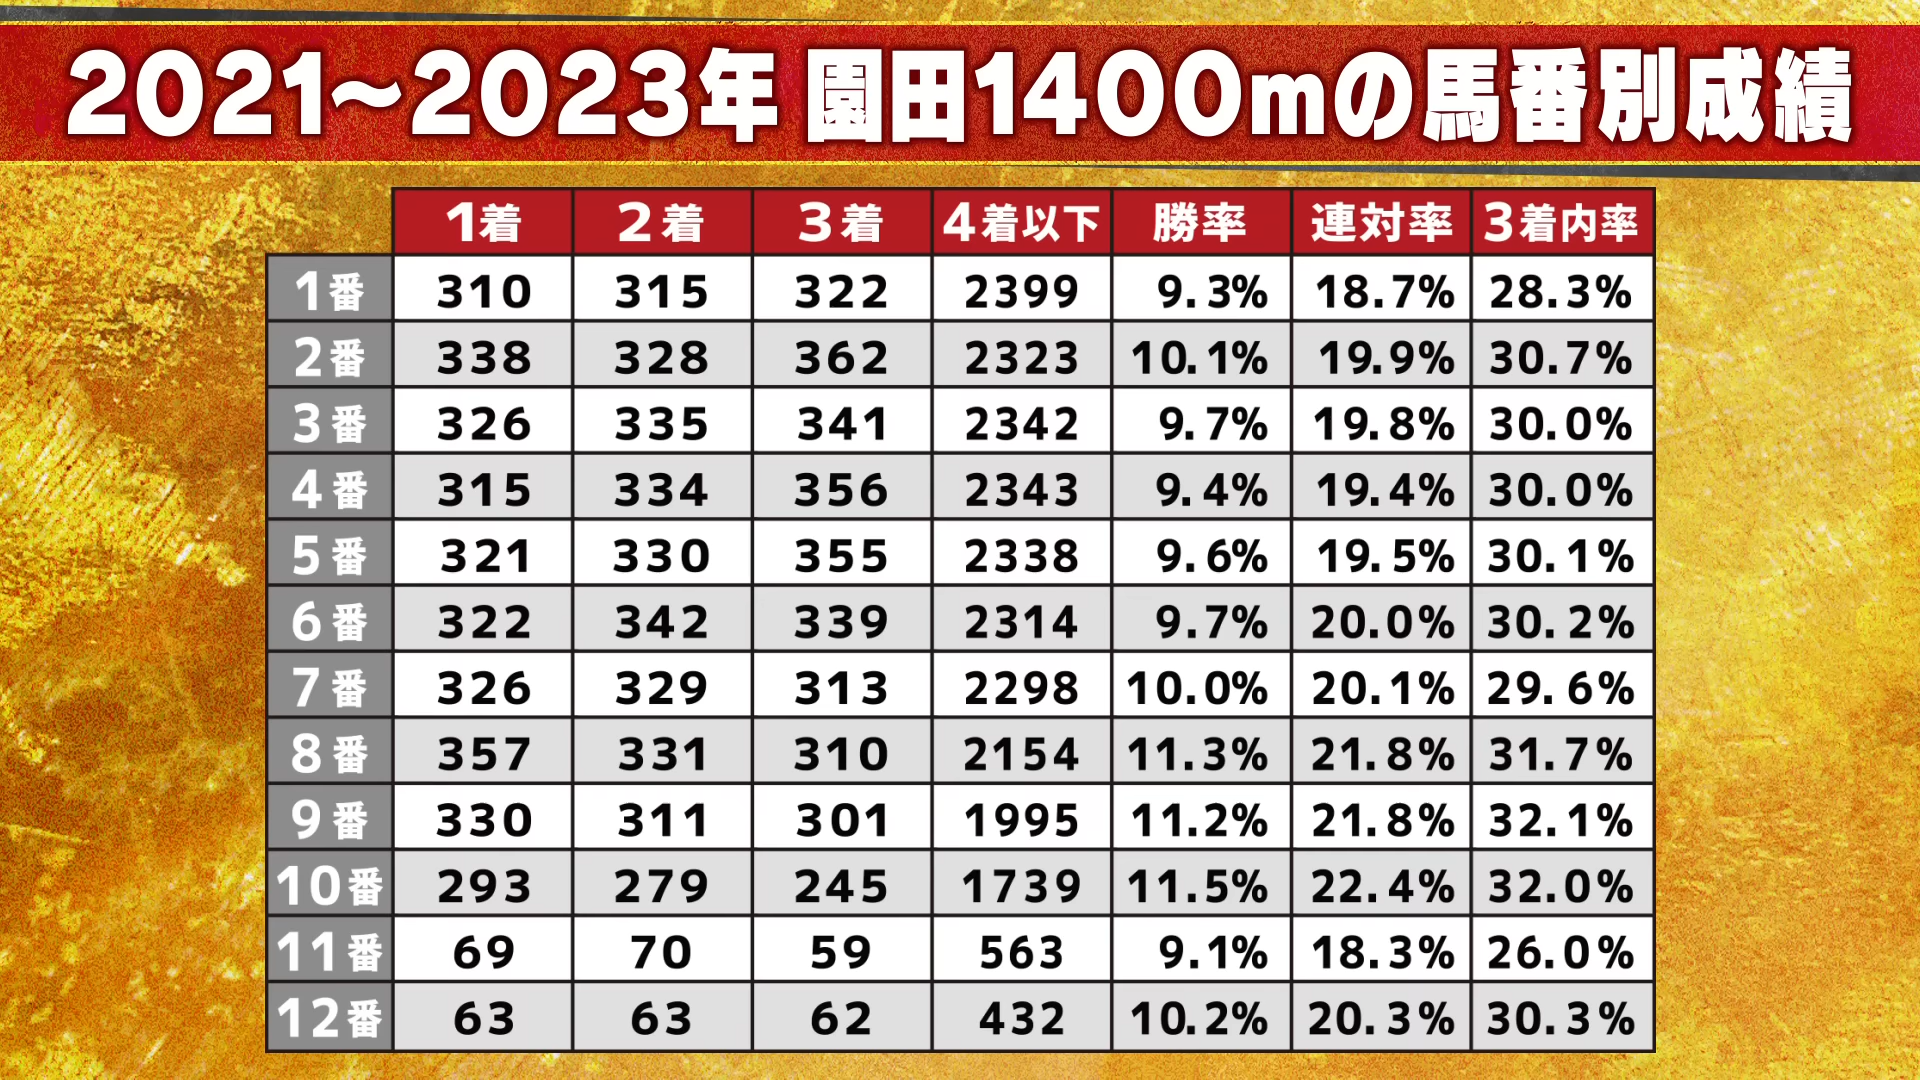 2021~2023年 園田1400mの馬番別成績
1着 2着 3着 4着以下 勝率 連対率 3着内率
1番 310 315 322 2399 9.3% 18.7% 28.3%
2番 338 328 362 2323 10.1% 19.9% 30.7%
3番 326 335 341 2342 9.7% 19.8% 30.0%
4番 315 334 356 2343 9.4% 19.4% 30.0%
5番 321 330 355 2338 9.6% 19.5% 30.1%
6番 322 342 339 2314 9.7% 20.0% 30.2%
7番 326 329 313 2298 10.0% 20.1% 29.6%
8番 357 331 310 2154 11.3% 21.8% 31.7%
9番 330 311 301 1995 11.2% 21.8% 32.1%
10番 293 279 245 1739 11.5% 22.4% 32.0%
11番 69 70 59 563 9.1% 18.3% 26.0%
12番 63 63 62 432 10.2% 20.3% 30.3%